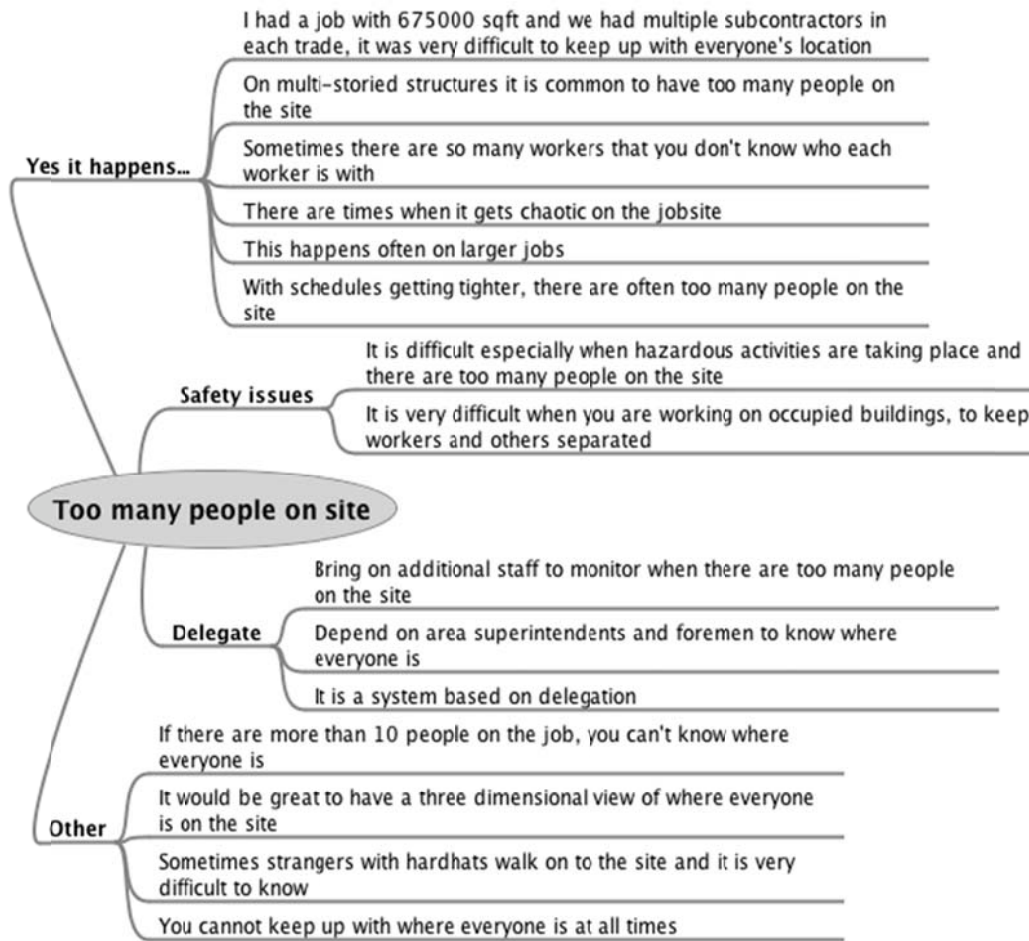 I had a job with 675000 sqft and we had multiple subcontractors in
each trade, it was very difficult to keep up with everyone's location
On multi-storied structures it is common to have too many people on
the site
Sometimes there are so many workers that you don't know who each
worker is with
Yes it happens...
There are times when it gets chaotic on the jobsite
This happens often on larger jobs
With schedules getting tighter, there are often too many people on the
site
It is difficult especially when hazardous activities are taking place and
there are too many people on the site
Safety issues
It is very difficult when you are working on occupied buildings, to keep
workers and others separated
Too many people on site
Bring on additional staff to monitor when there are too many people
on the site
Delegate
Depend on area superintendents and foremen to know where
everyone is
It is a system based on delegation
If there are more than 10 people on the job, you can't know where
everyone is
It would be great to have a three dimensional view of where everyone
is on the site
Other
Sometimes strangers with hardhats walk on to the site and it is very
difficult to know
You cannot keep up with where everyone is at all times